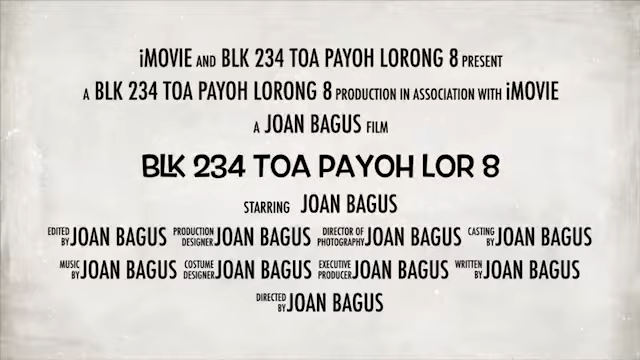 iMOVIE AND BLK 234 TOA PAYOH LORONG 8 PRESENT
A BLK 234 TOA PAYOH LORONG 8 PRODUCTION IN ASSOCIATION WITH iMOVIE
A JOAN BAGUS FILM
BLK 234 TOA PAYOH LOR 8
STARRING JOAN BAGUS
EDITED BY JOAN BAGUS PRODUCTION DESIGNER JOAN BAGUS DIRECTOR OF PHOTOGRAPHY JOAN BAGUS CASTING BY JOAN BAGUS
MUSIC BY JOAN BAGUS COSTUME DESIGNER JOAN BAGUS EXECUTIVE PRODUCER JOAN BAGUS WRITTEN BY JOAN BAGUS
DIRECTED BY JOAN BAGUS